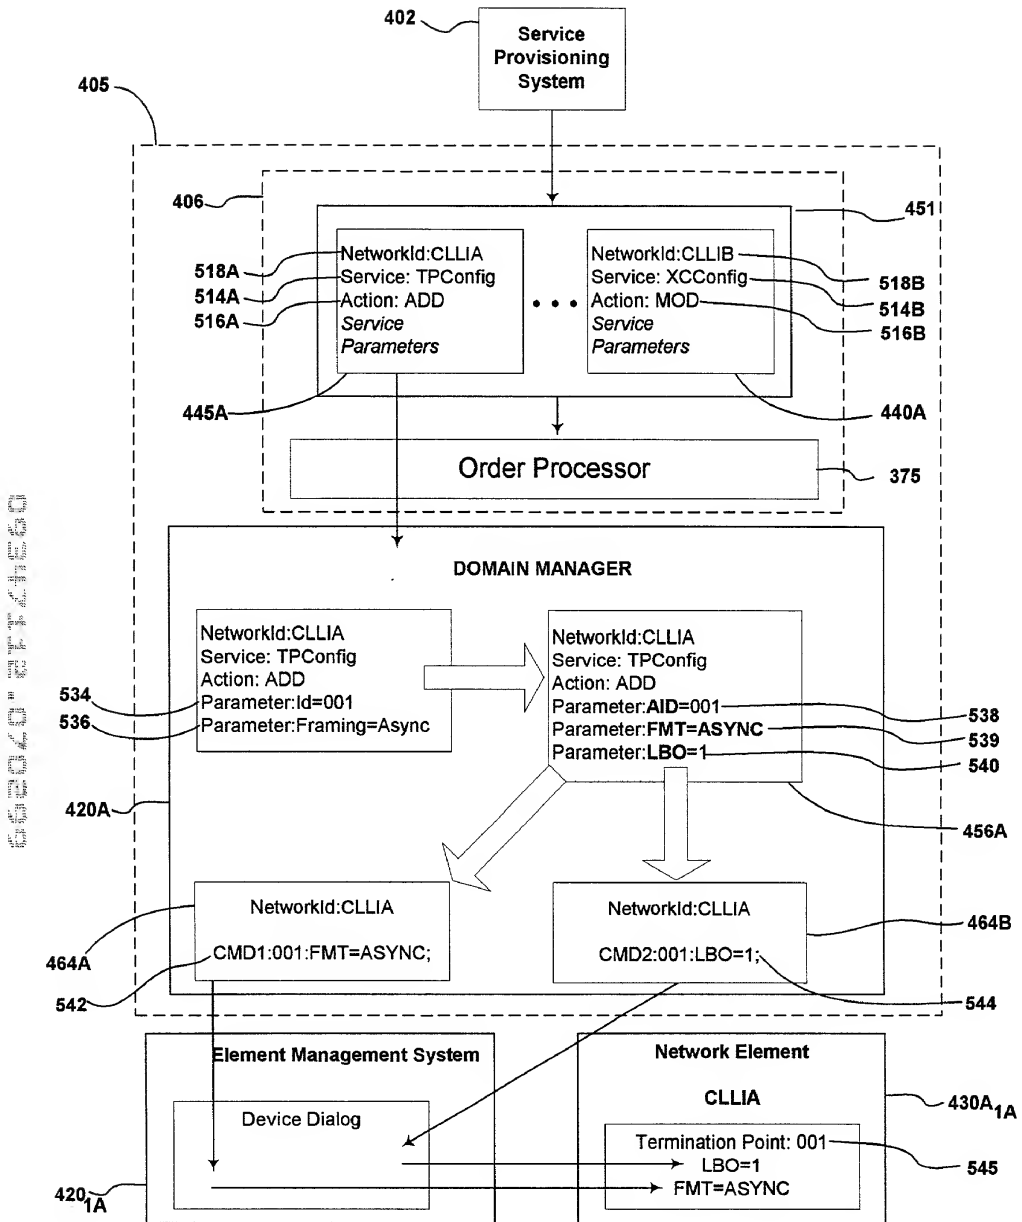 402
Service
Provisioning
System
405
406
451
NetworkId:CLLIA
Service: TPConfig
Action: ADD
Service
Parameters
518A
514A
516A
• • •
NetworkId:CLLIB
Service: XCConfig
Action: MOD
Service
Parameters
518B
514B
516B
445A
440A
Order Processor
375
DOMAIN MANAGER
NetworkId:CLLIA
Service: TPConfig
Action: ADD
Parameter:Id=001
Parameter:Framing=Async
534
536
NetworkId:CLLIA
Service: TPConfig
Action: ADD
Parameter:AID=001
Parameter:FMT=ASYNC
Parameter:LBO=1
538
539
540
420A
456A
NetworkId:CLLIA
CMD1:001:FMT=ASYNC;
464A
542
NetworkId:CLLIA
CMD2:001:LBO=1;
464B
544
Element Management System
Device Dialog
420 1A
Network Element
CLLIA
430A 1A
Termination Point: 001
LBO=1
FMT=ASYNC
545